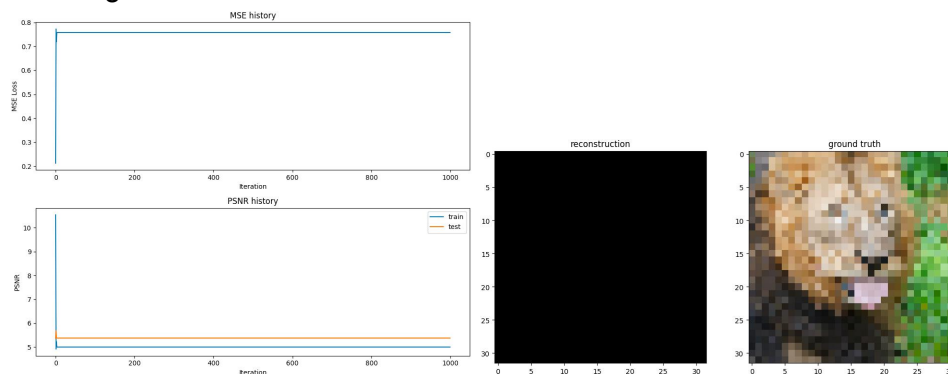 MSE history
0.8
0.7
0.6
0.5
0.4
0.3
0.2
MSE Loss
0 200 400 600 800 1000
Iteration
PSNR history
train
test
10
9
8
7
6
5
PSNR
0 200 400 600 800 1000
Iteration
reconstruction
0
5
10
15
20
25
30
0 5 10 15 20 25 30
ground truth
0
5
10
15
20
25
30
0 5 10 15 20 25